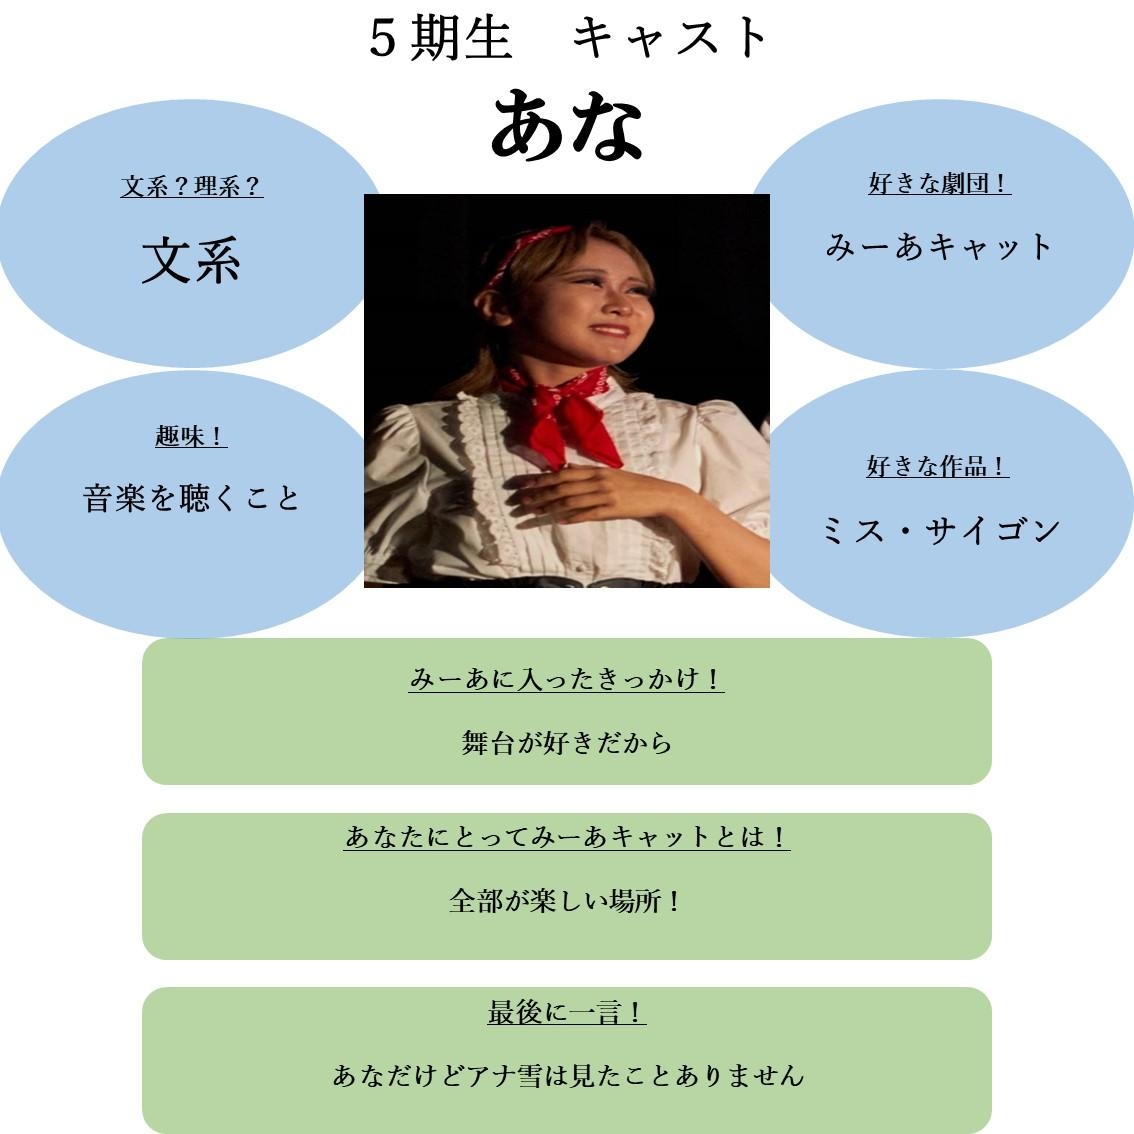 ５期生　キャスト
あな
文系？理系？
文系
好きな劇団！
みーあキャット
趣味！
音楽を聴くこと
好きな作品！
ミス・サイゴン
みーあに入ったきっかけ！
舞台が好きだから
あなたにとってみーあキャットとは！
全部が楽しい場所！
最後に一言！
あなだけどアナ雪は見たことありません